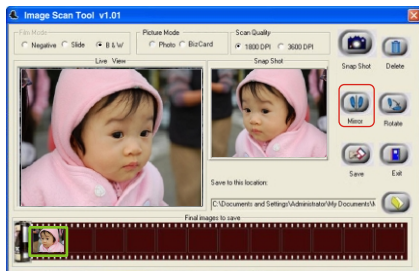 Image Scan Tool v1.01
Film Mode
Negative Slide B & W
Picture Mode
Photo BizCard
Scan Quality
1800 DPI 3600 DPI
Live View
Snap Shot
Snap Shot
Delete
Mirror
Rotate
Save
Exit
Save to this location:
C:\Documents and Settings\Administrator\My Documents\
Final images to save